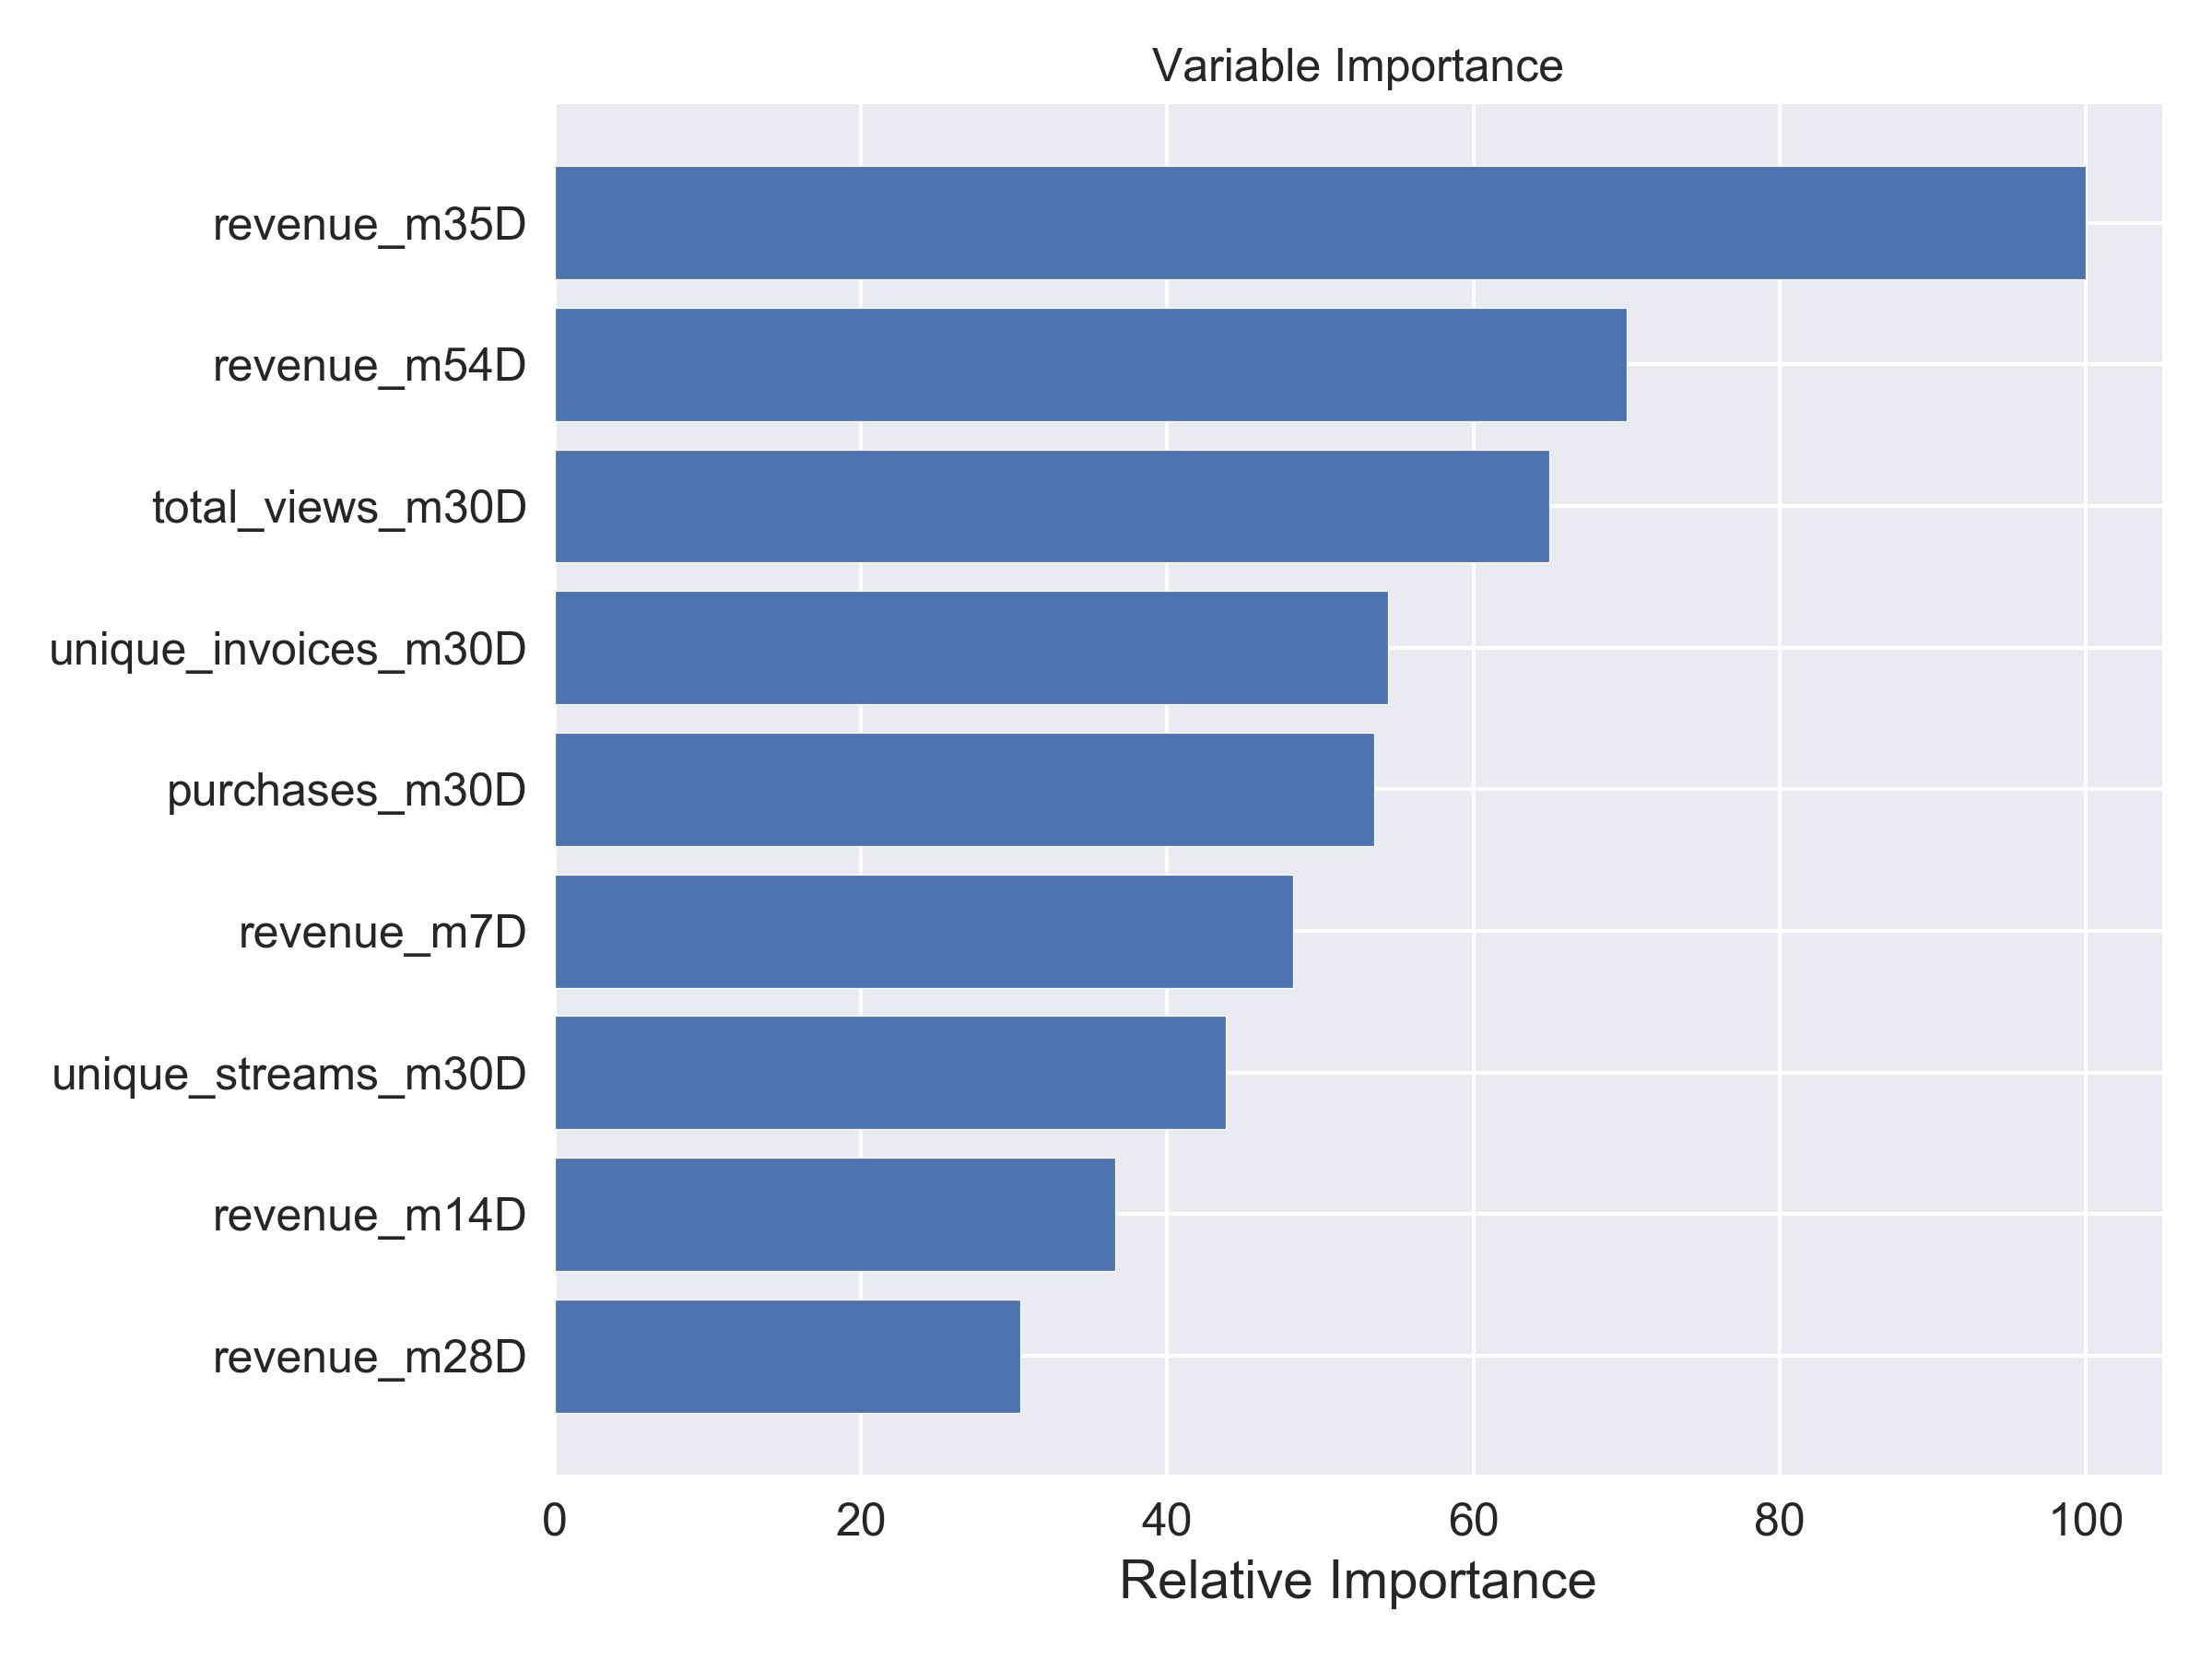 Variable Importance
revenue_m35D
revenue_m54D
total_views_m30D
unique_invoices_m30D
purchases_m30D
revenue_m7D
unique_streams_m30D
revenue_m14D
revenue_m28D
0 20 40 60 80 100
Relative Importance